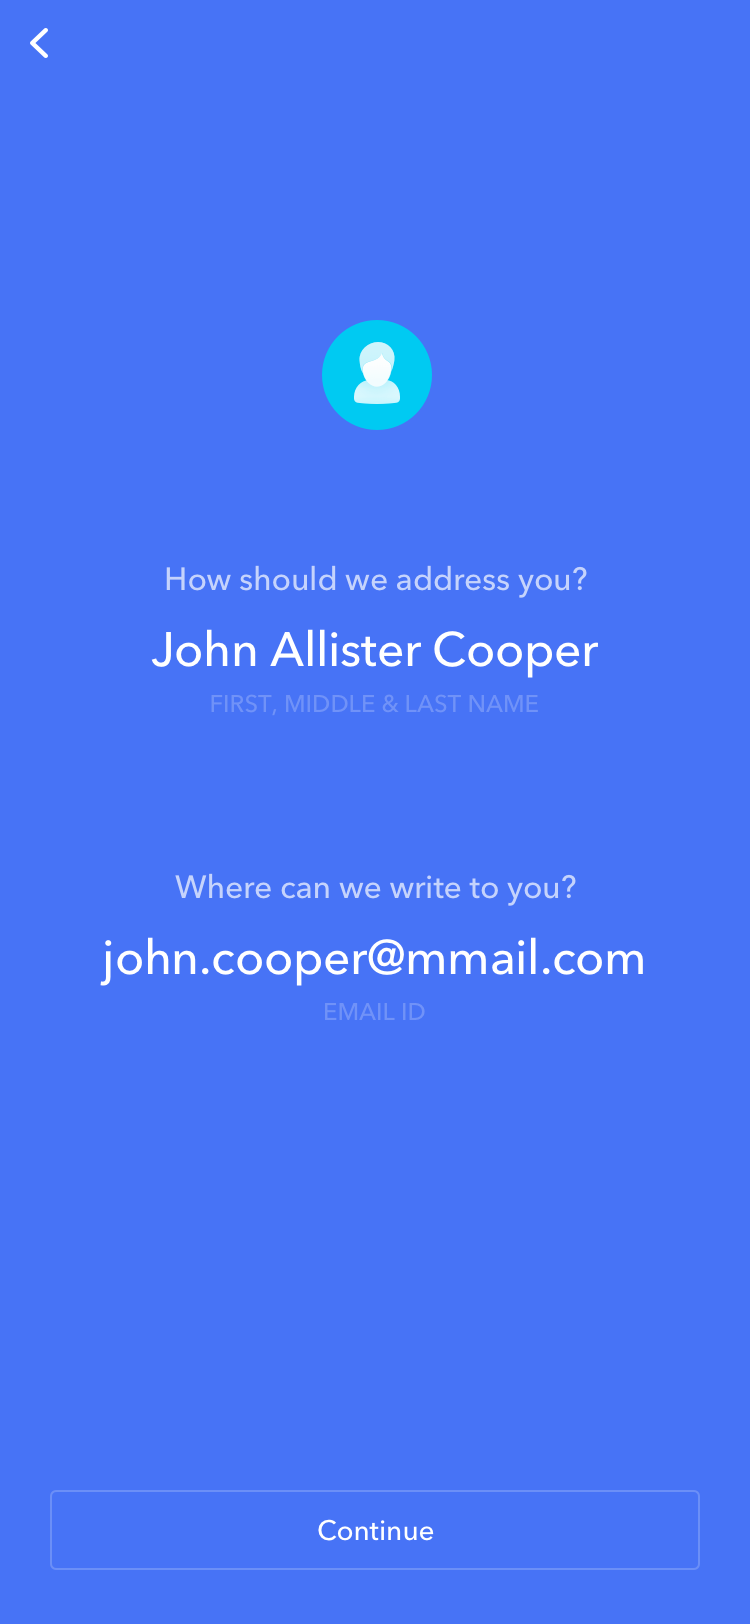 How should we address you?
John Allister Cooper
FIRST, MIDDLE & LAST NAME
Where can we write to you?
john.cooper@mmail.com
EMAIL ID
Continue